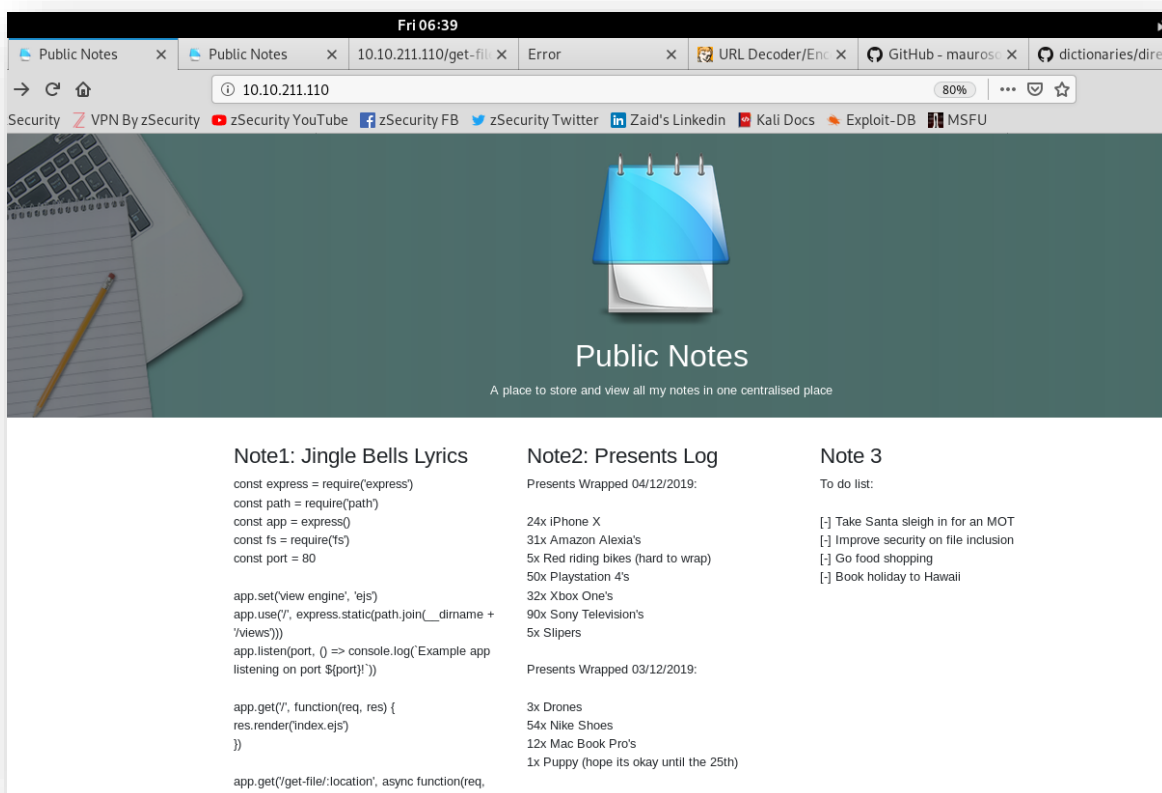 Fri 06:39
Public Notes
Public Notes
10.10.211.110/get-fil
Error
URL Decoder/Enc
GitHub - mauroso
dictionaries/dire
10.10.211.110
80%
Security
VPN By zSecurity
zSecurity YouTube
zSecurity FB
zSecurity Twitter
Zaid's Linkedin
Kali Docs
Exploit-DB
MSFU
Public Notes
A place to store and view all my notes in one centralised place
Note1: Jingle Bells Lyrics
const express = require('express')
const path = require('path')
const app = express()
const fs = require('fs')
const port = 80
app.set('view engine', 'ejs')
app.use('/', express.static(path.join(__dirname +
'/views')))
app.listen(port, () => console.log(`Example app
listening on port ${port}!`))
app.get('/', function(req, res) {
res.render('index.ejs')
})
app.get('/get-file/:location', async function(req,
Note2: Presents Log
Presents Wrapped 04/12/2019:
24x iPhone X
31x Amazon Alexia's
5x Red riding bikes (hard to wrap)
50x Playstation 4's
32x Xbox One's
90x Sony Television's
5x Slipers
Presents Wrapped 03/12/2019:
3x Drones
54x Nike Shoes
12x Mac Book Pro's
1x Puppy (hope its okay until the 25th)
Note 3
To do list:
[-] Take Santa sleigh in for an MOT
[-] Improve security on file inclusion
[-] Go food shopping
[-] Book holiday to Hawaii